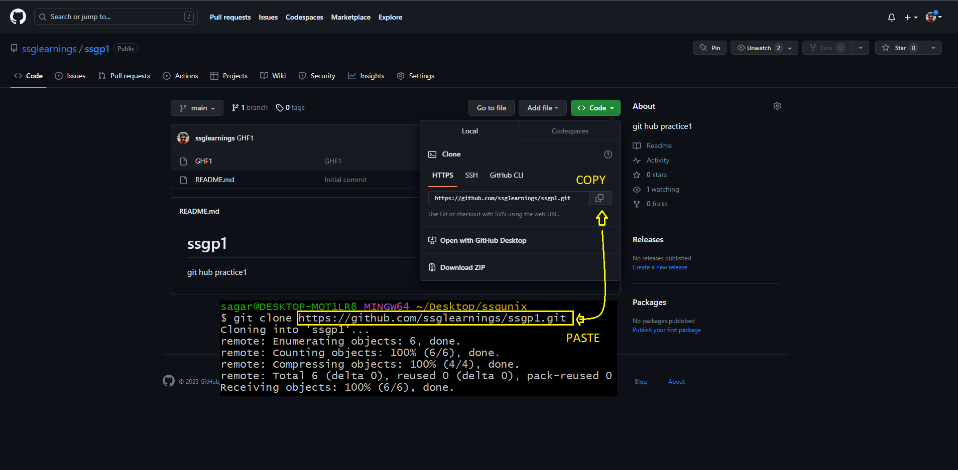 Search or jump to... /
Pull requests Issues Codespaces Marketplace Explore
ssglearnings / ssgp1 Public
Pin Unwatch 2 Fork Star 0
Code Issues Pull requests Actions Projects Wiki Security Insights Settings
main 1 branch 0 tags Go to file Add file Code
About
git hub practice1
Readme
Activity
0 stars
1 watching
0 forks
Releases
No releases published
Create a new release
Packages
No packages published
Publish your first package
ssglearnings GHF1
GHF1 GHF1
README.md Initial commit
Local Codespaces
Clone
HTTPS SSH GitHub CLI
COPY
https://github.com/ssglearnings/ssgp1.git
Use Git or checkout with SVN using the web URL.
Open with GitHub Desktop
Download ZIP
README.md
ssgp1
git hub practice1
sagar@DESKTOP-MOT1LR8 MINGW64 ~/Desktop/ssgunix
$ git clone https://github.com/ssglearnings/ssgp1.git
PASTE
Cloning into 'ssgp1'...
remote: Enumerating objects: 6, done.
remote: Counting objects: 100% (6/6), done.
remote: Compressing objects: 100% (4/4), done.
remote: Total 6 (delta 0), reused 0 (delta 0), pack-reused 0
Receiving objects: 100% (6/6), done.
© 2023 GitHub
Blog About